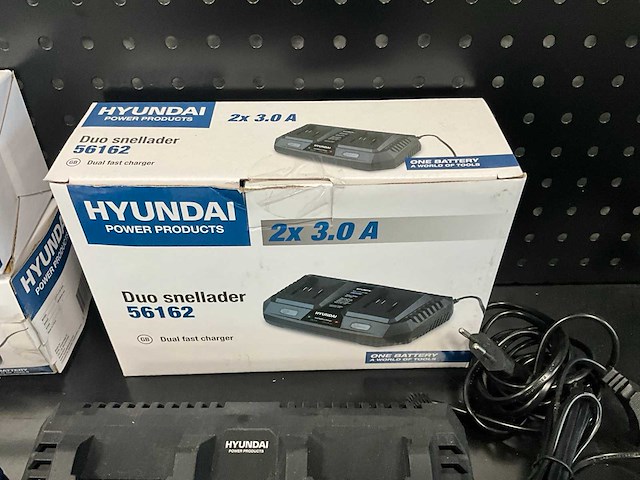 HYUNDAI
POWER PRODUCTS
2x 3.0 A
Duo snellader
56162
GB Dual fast charger
ONE BATTERY
A WORLD OF TOOLS
HYUNDAI
POWER PRODUCTS
2x 3.0 A
HYUNDAI
Duo snellader
56162
GB Dual fast charger
ONE BATTERY
A WORLD OF TOOLS
HYUNDAI
POWER PRODUCTS
HYUNDAI
POWER PRODUCTS